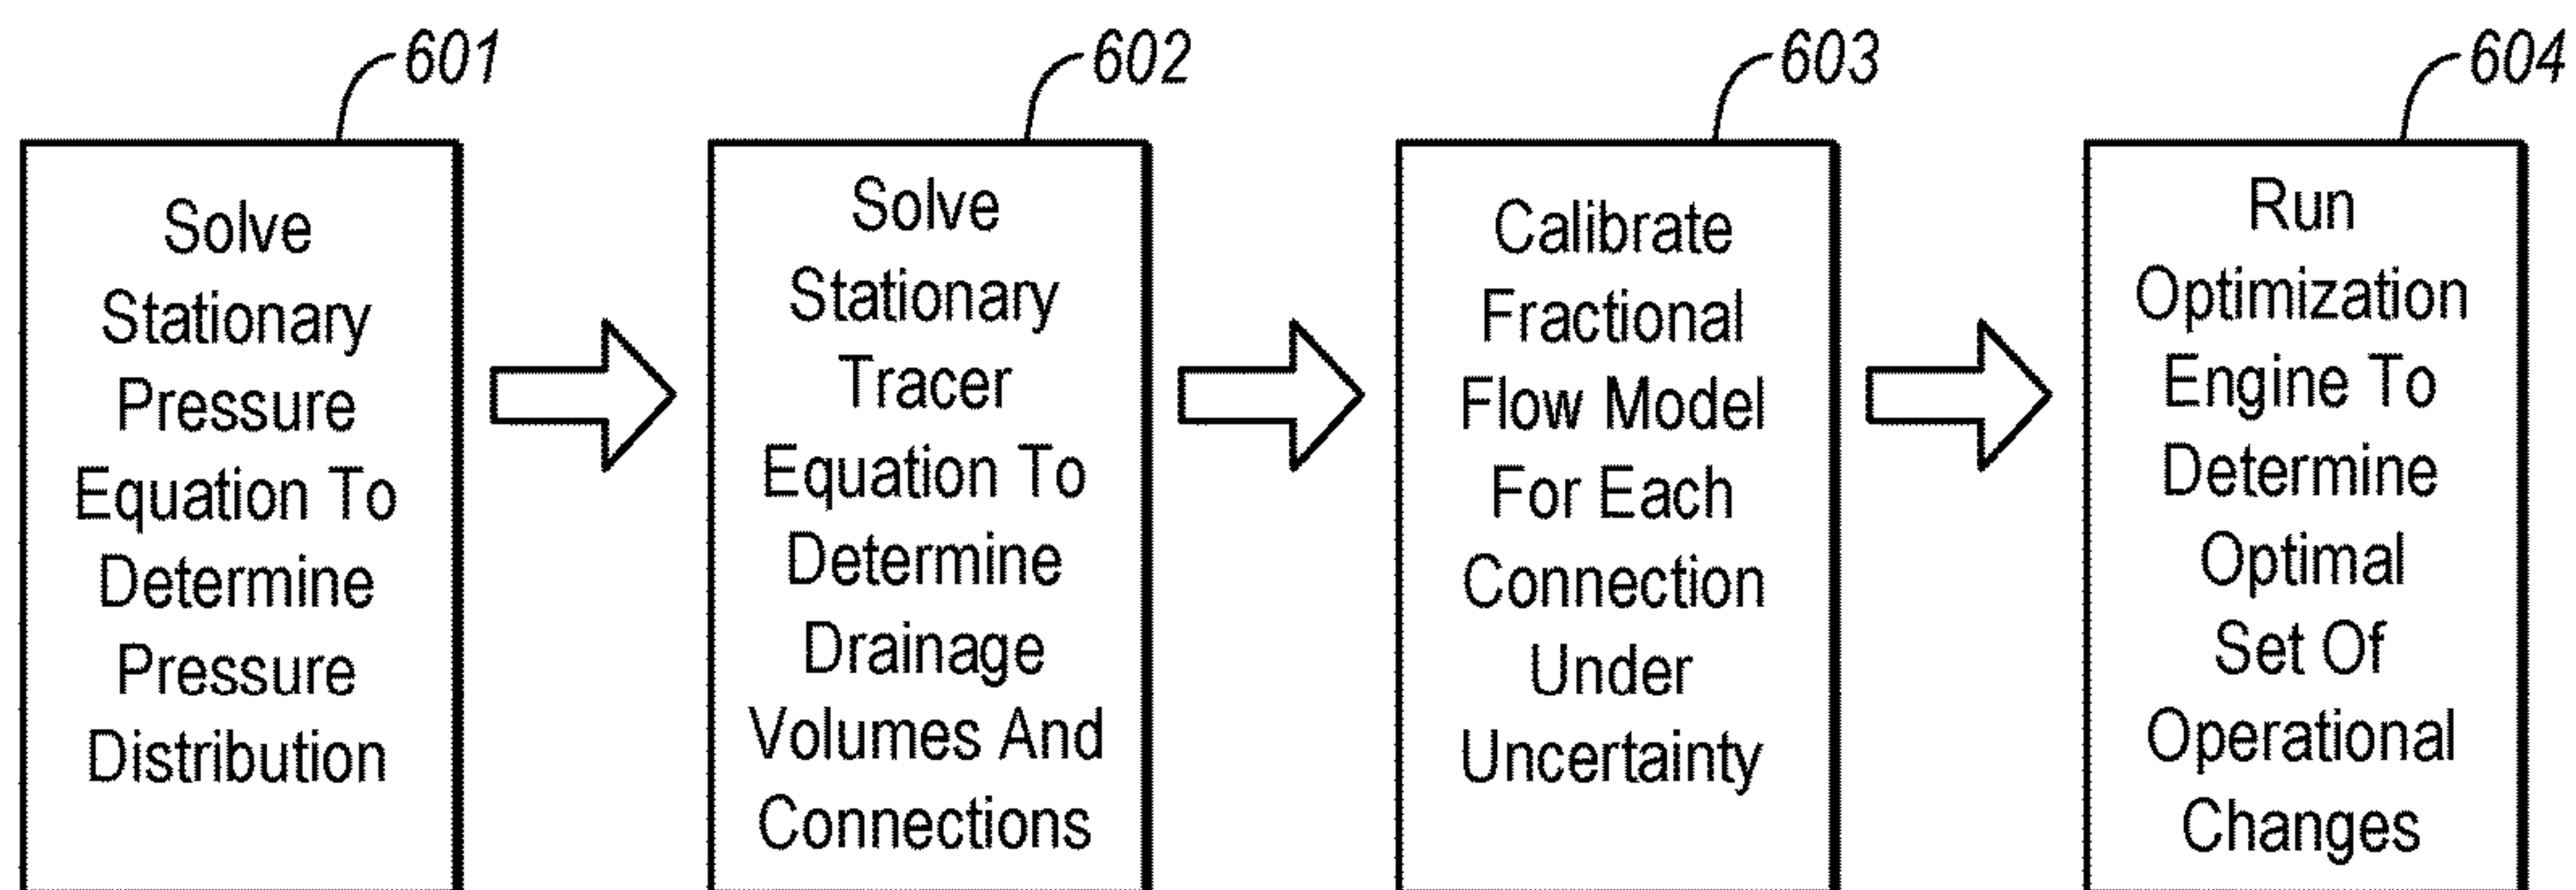 601
Solve
Stationary
Pressure
Equation To
Determine
Pressure
Distribution
602
Solve
Stationary
Tracer
Equation To
Determine
Drainage
Volumes And
Connections
603
Calibrate
Fractional
Flow Model
For Each
Connection
Under
Uncertainty
604
Run
Optimization
Engine To
Determine
Optimal
Set Of
Operational
Changes